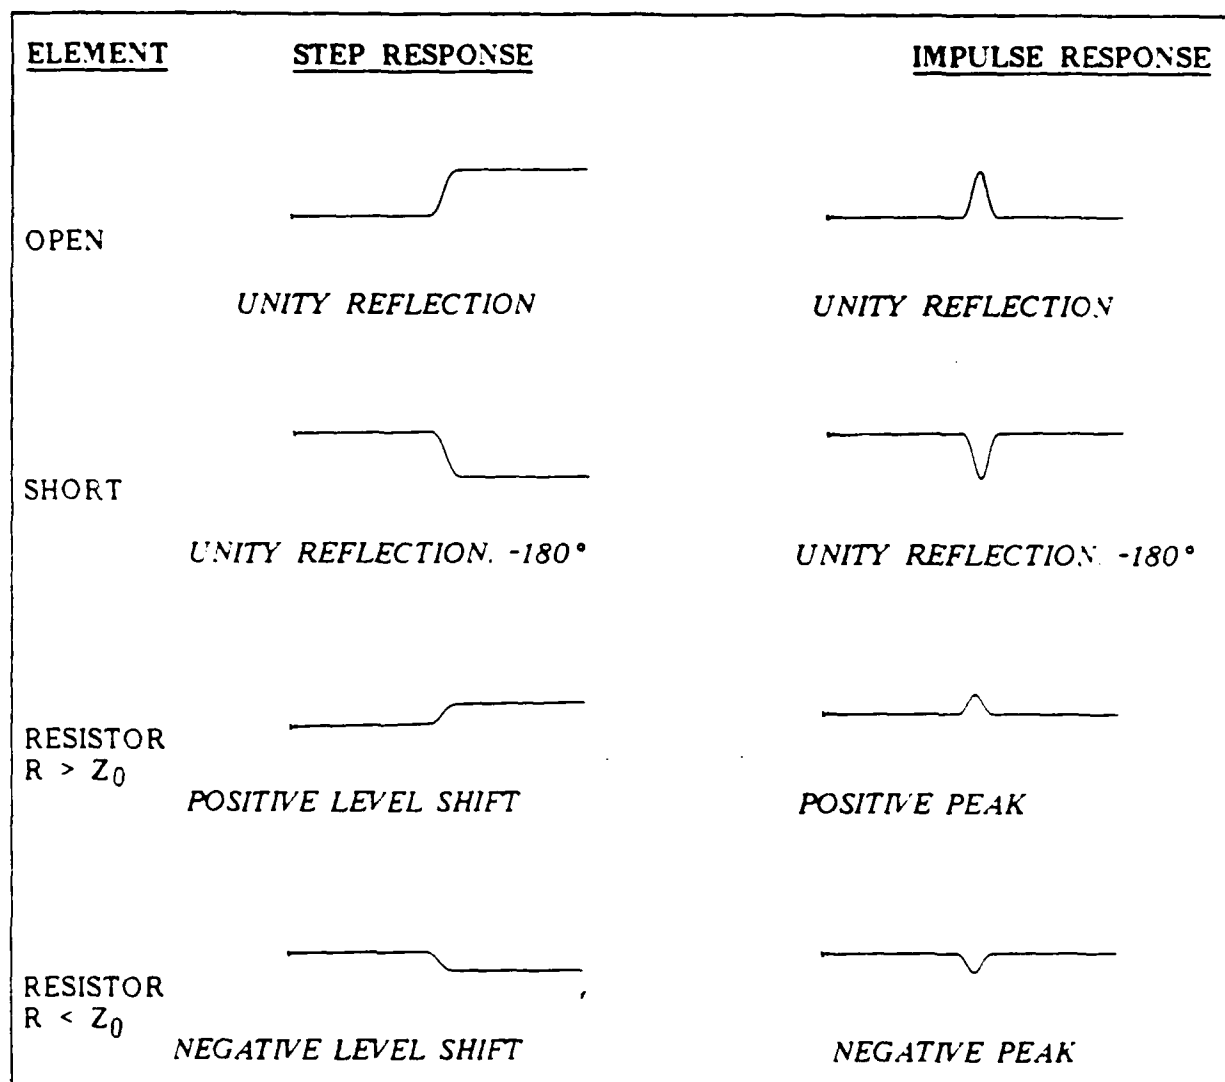 ELEMENT STEP RESPONSE IMPULSE RESPONSE
OPEN
UNITY REFLECTION UNITY REFLECTION
SHORT
UNITY REFLECTION. -180° UNITY REFLECTION. -180°
RESISTOR
R > Z0
POSITIVE LEVEL SHIFT POSITIVE PEAK
RESISTOR
R < Z0
NEGATIVE LEVEL SHIFT NEGATIVE PEAK